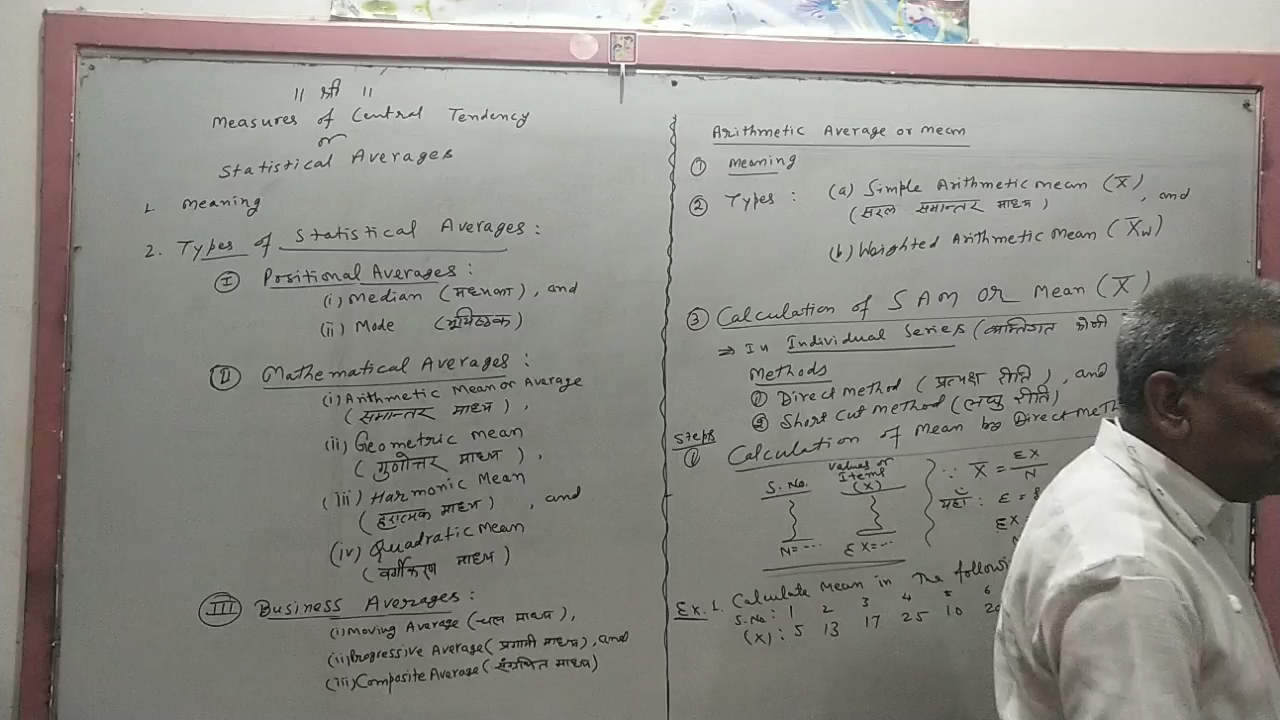 ॥ श्री ॥
Measures of Central Tendency
or
Statistical Averages
1. meaning
2. Types of Statistical Averages :
I Positional Averages :
(i) Median (मध्यका), and
(ii) Mode (भूयिष्ठक)
II Mathematical Averages :
(i) Arithmetic Mean or Average
(समान्तर माध्य),
(ii) Geometric mean
(गुणोत्तर माध्य),
(iii) Harmonic Mean
(हरात्मक माध्य), and
(iv) Quadratic Mean
(वर्गीकरण माध्य)
III Business Averages :
(i) Moving Average (चल माध्य),
(ii) Progressive Average (प्रगामी माध्य), and
(iii) Composite Average (संग्रथित माध्य)
Arithmetic Average or mean
① Meaning
② Types : (a) Simple Arithmetic mean (X̅), and
(सरल समान्तर माध्य)
(b) Weighted Arithmetic Mean (X̅w)
③ Calculation of S A M OR Mean (X̅)
⇒ In Individual Series (व्यक्तिगत श्रेणी
Methods
① Direct method (प्रत्यक्ष रीति), and
② Short cut method (लघु रीति)
Steps
① Calculation of Mean by Direct
S. No. Values or Items (X)
N = ... ΣX = ...
∵ X̅ = ΣX/N
यहाँ : Σ =
ΣX
Ex. 1. Calculate Mean in The
S. No : 1 2 3 4 5 6
(X) : 5 13 17 25 10 20